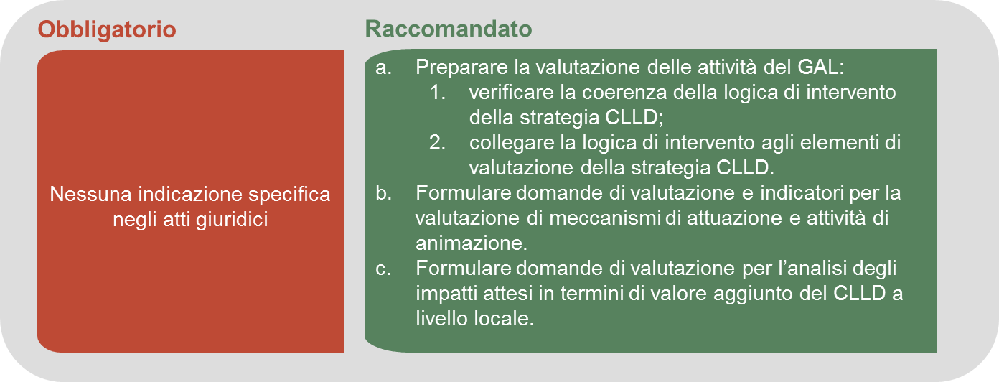 Obbligatorio
Nessuna indicazione specifica
negli atti giuridici
Raccomandato
a. Preparare la valutazione delle attività del GAL:
1. verificare la coerenza della logica di intervento
della strategia CLLD;
2. collegare la logica di intervento agli elementi di
valutazione della strategia CLLD.
b. Formulare domande di valutazione e indicatori per la
valutazione di meccanismi di attuazione e attività di
animazione.
c. Formulare domande di valutazione per l’analisi degli
impatti attesi in termini di valore aggiunto del CLLD a
livello locale.